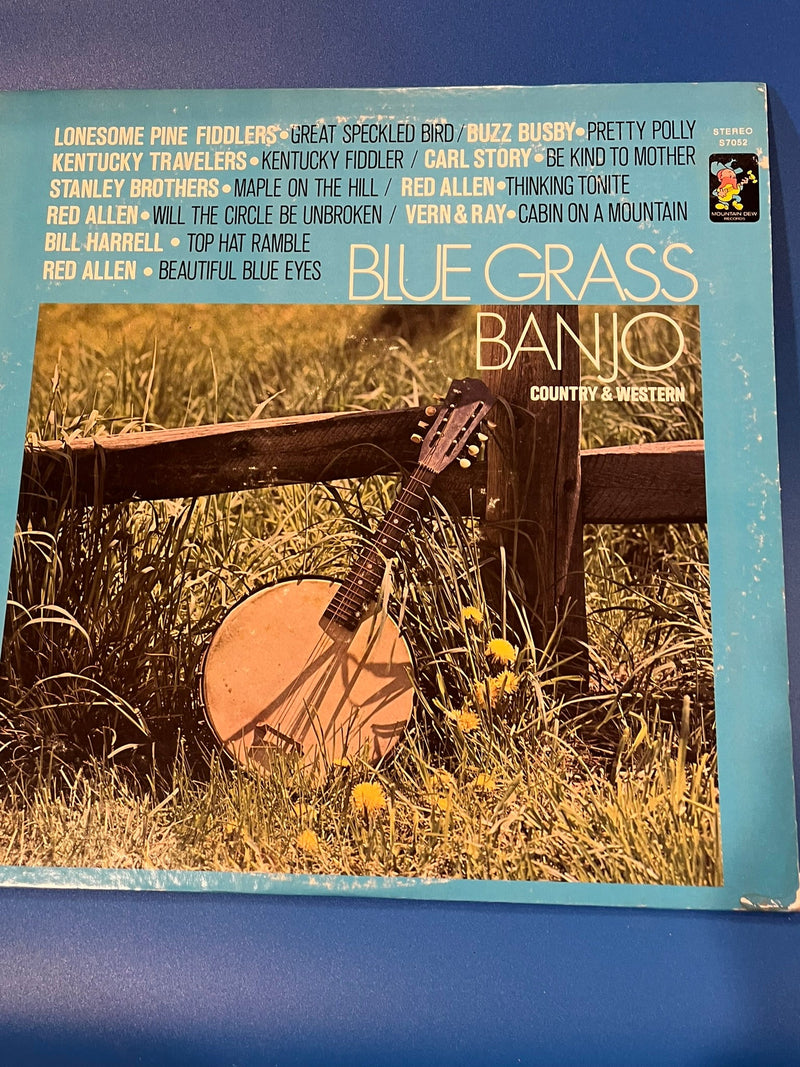 LONESOME PINE FIDDLERS • GREAT SPECKLED BIRD / BUZZ BUSBY • PRETTY POLLY
KENTUCKY TRAVELERS • KENTUCKY FIDDLER / CARL STORY • BE KIND TO MOTHER
STANLEY BROTHERS • MAPLE ON THE HILL / RED ALLEN • THINKING TONITE
RED ALLEN • WILL THE CIRCLE BE UNBROKEN / VERN & RAY • CABIN ON A MOUNTAIN
BILL HARRELL • TOP HAT RAMBLE
RED ALLEN • BEAUTIFUL BLUE EYES
STEREO
S7052
MOUNTAIN DEW
RECORDS
BLUE GRASS
BANJO
COUNTRY & WESTERN